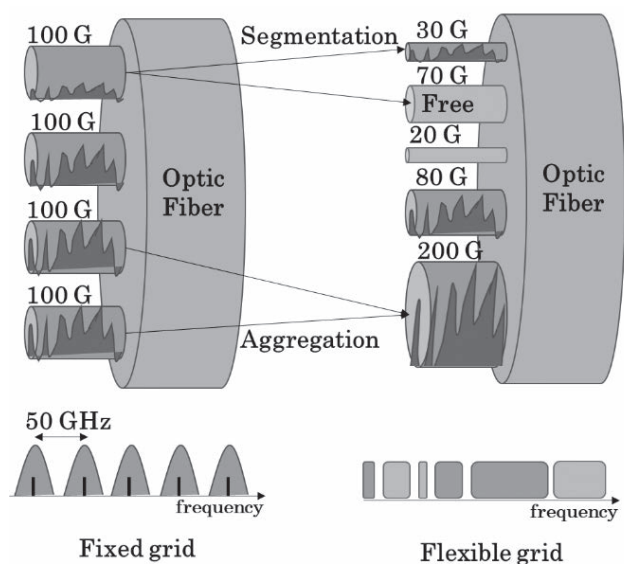 100 G
Segmentation
30 G
70 G
Free
100 G
20 G
Optic
Fiber
80 G
Optic
Fiber
100 G
200 G
100 G
Aggregation
50 GHz
frequency
frequency
Fixed grid
Flexible grid